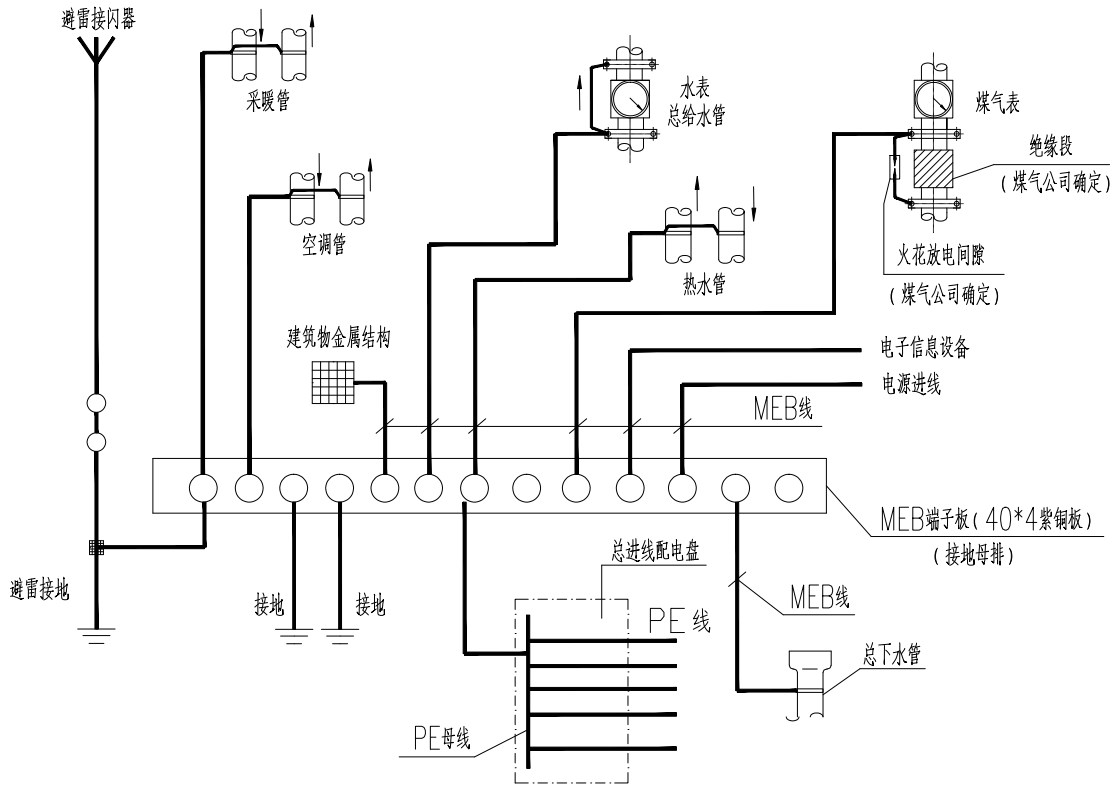 避雷接闪器
采暖管
水表
总给水管
煤气表
绝缘段
(煤气公司确定)
空调管
热水管
火花放电间隙
(煤气公司确定)
建筑物金属结构
电子信息设备
电源进线
MEB线
MEB端子板(40*4紫铜板)
(接地母排)
避雷接地
接地
接地
总进线配电盘
PE线
MEB线
总下水管
PE母线